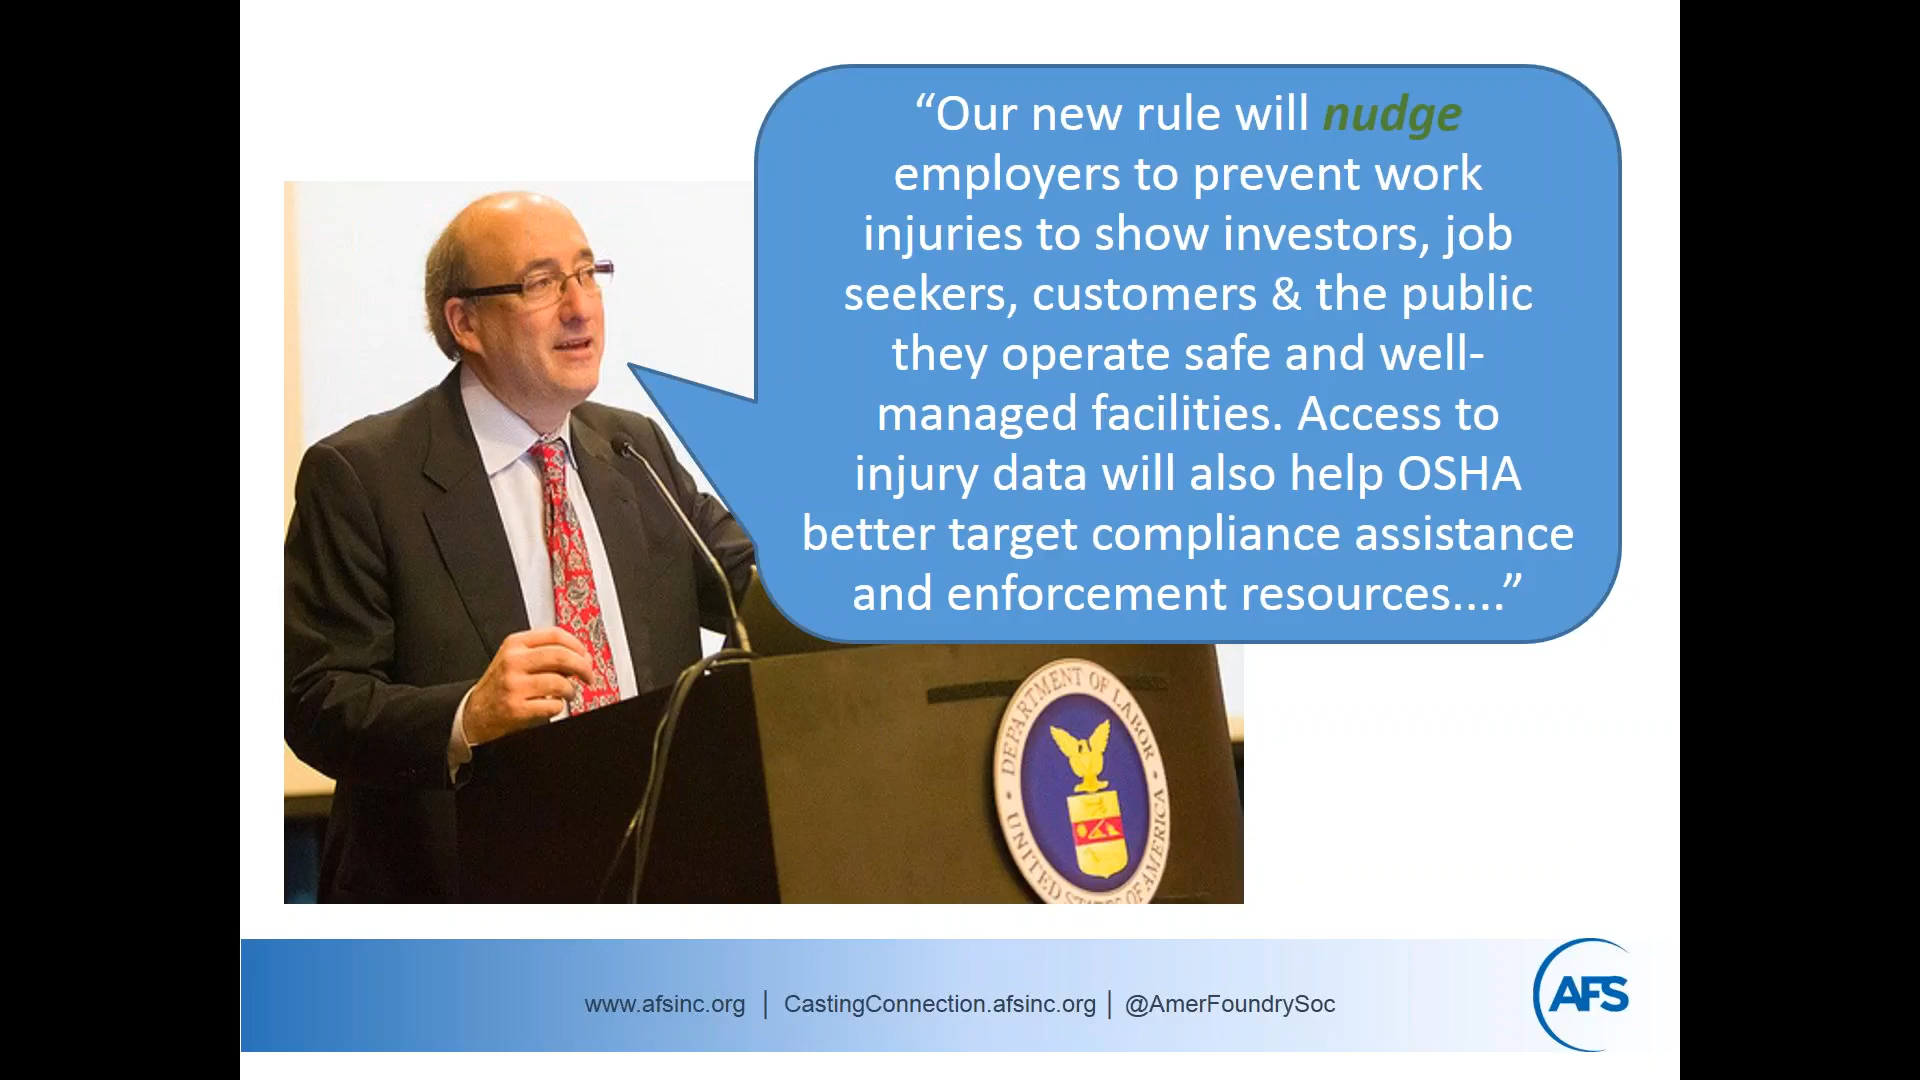 “Our new rule will nudge
employers to prevent work
injuries to show investors, job
seekers, customers & the public
they operate safe and well-
managed facilities. Access to
injury data will also help OSHA
better target compliance assistance
and enforcement resources....”
DEPARTMENT OF LABOR
UNITED STATES OF AMERICA
www.afsinc.org | CastingConnection.afsinc.org | @AmerFoundrySoc
AFS